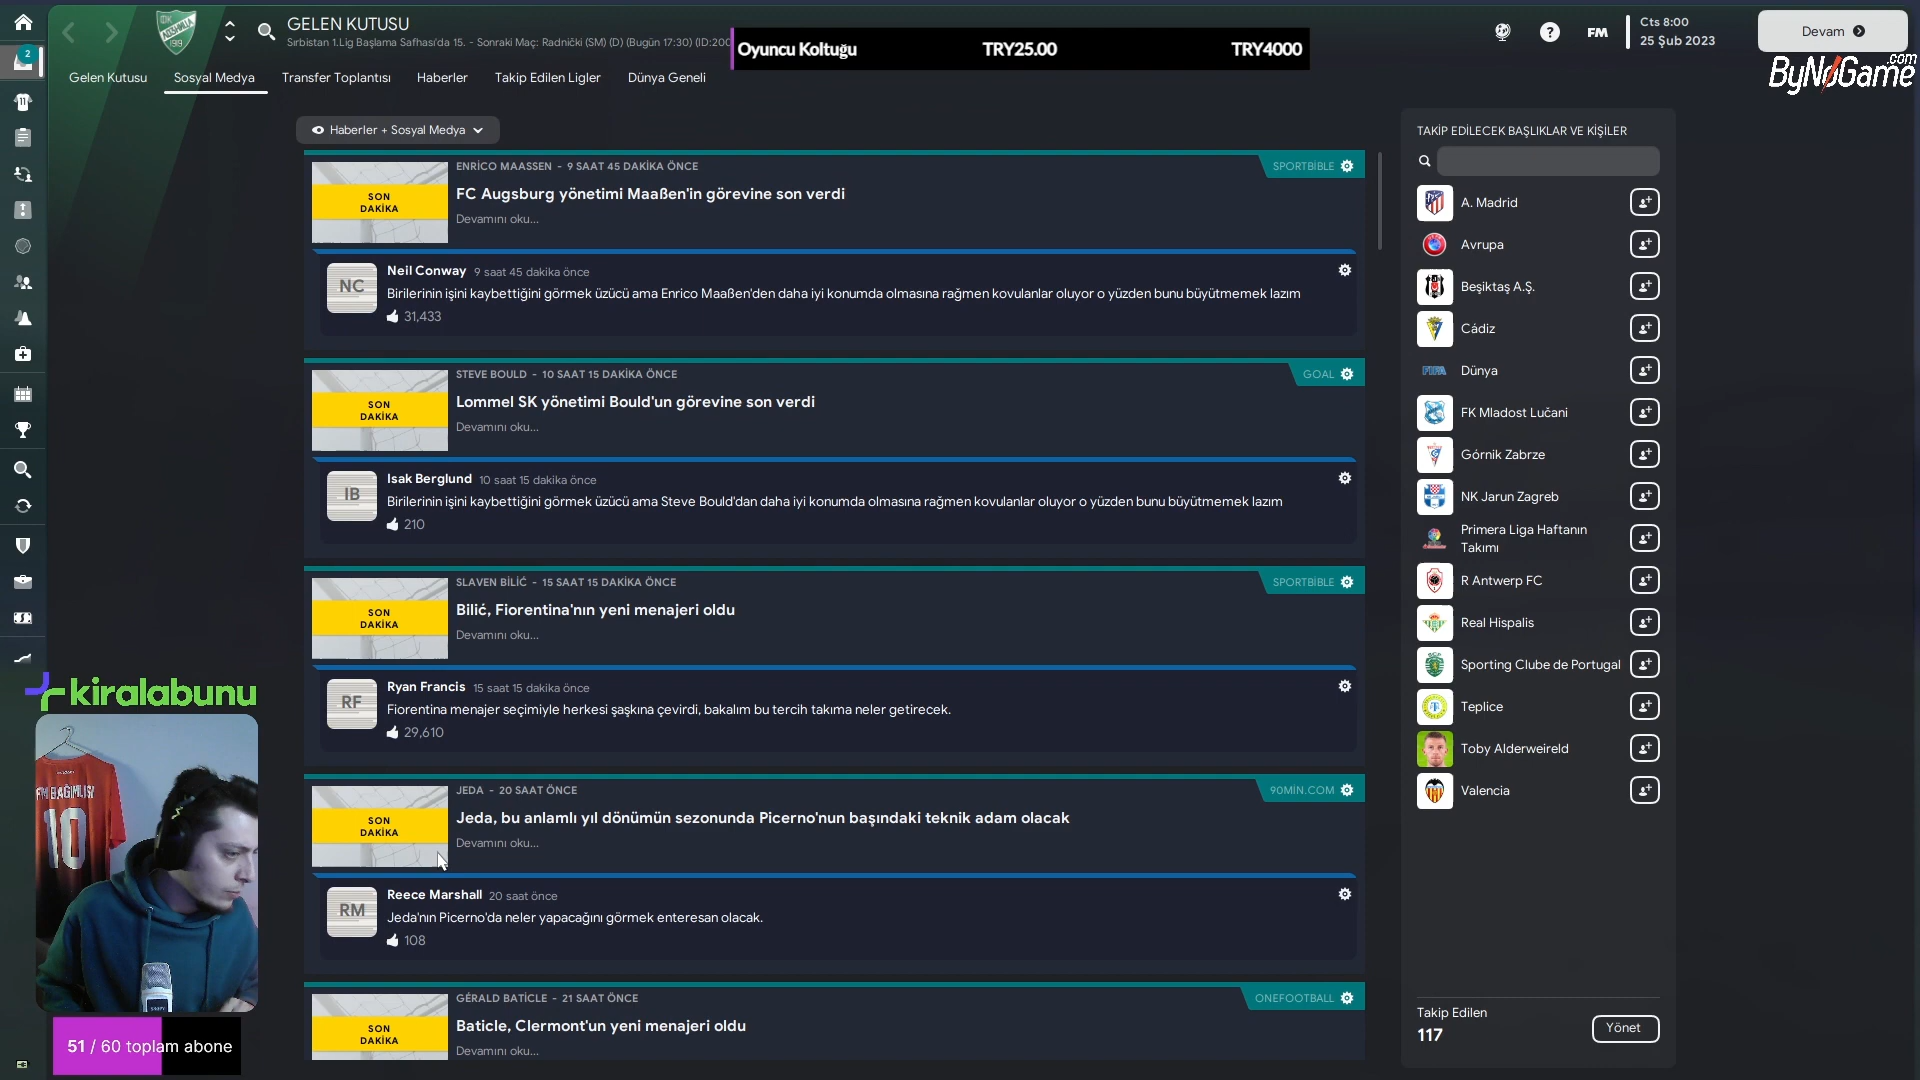 GELEN KUTUSU
Sırbistan 1.Lig Başlama Safhası'da 15. - Sonraki Maç: Radnički (SM) (D) (Bugün 17:30) (ID:200
Oyuncu Koltuğu TRY25.00 TRY4000
FM
Cts 8:00
25 Şub 2023
Devam
ByNoGame.com
2
Gelen Kutusu Sosyal Medya Transfer Toplantısı Haberler Takip Edilen Ligler Dünya Geneli
Haberler + Sosyal Medya
ENRİCO MAASSEN - 9 SAAT 45 DAKİKA ÖNCE
SPORTBİBLE
SON DAKİKA
FC Augsburg yönetimi Maaßen'in görevine son verdi
Devamını oku...
NC
Neil Conway 9 saat 45 dakika önce
Birilerinin işini kaybettiğini görmek üzücü ama Enrico Maaßen'den daha iyi konumda olmasına rağmen kovulanlar oluyor o yüzden bunu büyütmemek lazım
31,433
STEVE BOULD - 10 SAAT 15 DAKİKA ÖNCE
GOAL
SON DAKİKA
Lommel SK yönetimi Bould'un görevine son verdi
Devamını oku...
IB
Isak Berglund 10 saat 15 dakika önce
Birilerinin işini kaybettiğini görmek üzücü ama Steve Bould'dan daha iyi konumda olmasına rağmen kovulanlar oluyor o yüzden bunu büyütmemek lazım
210
SLAVEN BİLİĆ - 15 SAAT 15 DAKİKA ÖNCE
SPORTBİBLE
SON DAKİKA
Bilić, Fiorentina'nın yeni menajeri oldu
Devamını oku...
RF
Ryan Francis 15 saat 15 dakika önce
Fiorentina menajer seçimiyle herkesi şaşkına çevirdi, bakalım bu tercih takıma neler getirecek.
29,610
JEDA - 20 SAAT ÖNCE
90MİN.COM
SON DAKİKA
Jeda, bu anlamlı yıl dönümün sezonunda Picerno'nun başındaki teknik adam olacak
Devamını oku...
RM
Reece Marshall 20 saat önce
Jeda'nın Picerno'da neler yapacağını görmek enteresan olacak.
108
GÉRALD BATİCLE - 21 SAAT ÖNCE
ONEFOOTBALL
SON DAKİKA
Baticle, Clermont'un yeni menajeri oldu
Devamını oku...
TAKİP EDİLECEK BAŞLIKLAR VE KİŞİLER
A. Madrid
Avrupa
Beşiktaş A.Ş.
Cádiz
FIFA
Dünya
FK Mladost Lučani
Górnik Zabrze
NK Jarun Zagreb
Primera Liga Haftanın
Takımı
R Antwerp FC
Real Hispalis
Sporting Clube de Portugal
Teplice
Toby Alderweireld
Valencia
Takip Edilen
117
Yönet
kiralabunu
FM BAĞIMLISI
10
51 / 60 toplam abone